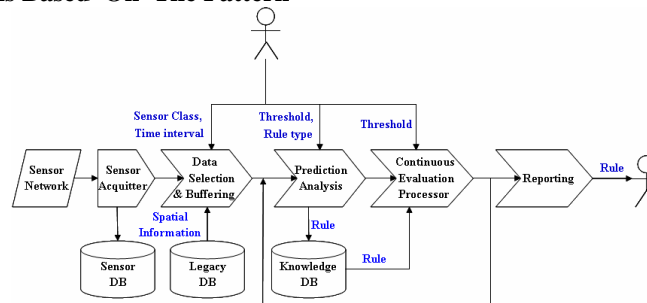 s Based On The Pattern
Sensor Class,
Time interval
Threshold,
Rule type
Threshold
Sensor
Network
Sensor
Acquitter
Data
Selection
& Buffering
Prediction
Analysis
Continuous
Evaluation
Processor
Reporting
Rule
Spatial
Information
Rule
Sensor
DB
Legacy
DB
Knowledge
DB
Rule